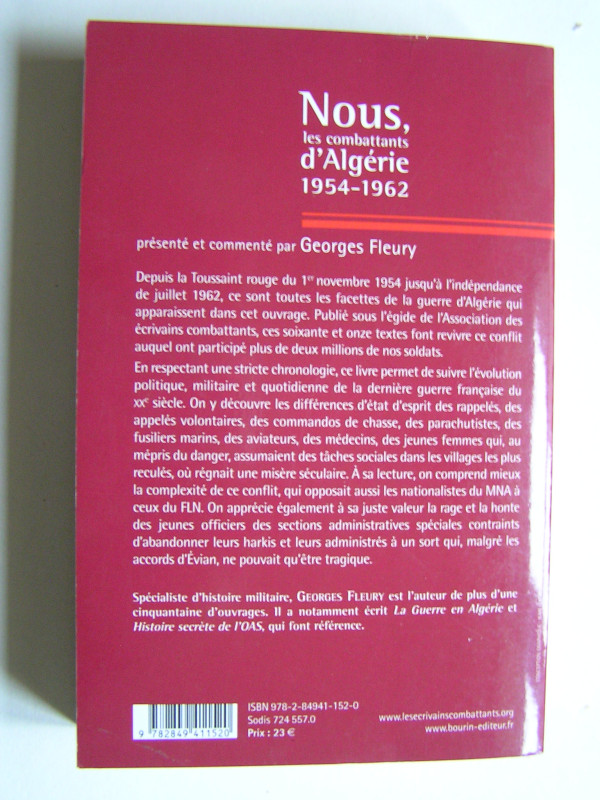 Nous,
les combattants
d'Algérie
1954-1962
présenté et commenté par Georges Fleury
Depuis la Toussaint rouge du 1er novembre 1954 jusqu'à l'indépendance
de juillet 1962, ce sont toutes les facettes de la guerre d'Algérie qui
apparaissent dans cet ouvrage. Publié sous l'égide de l'Association des
écrivains combattants, ces soixante et onze textes font revivre ce conflit
auquel ont participé plus de deux millions de nos soldats.
En respectant une stricte chronologie, ce livre permet de suivre l'évolution
politique, militaire et quotidienne de la dernière guerre française du
XXe siècle. On y découvre les différences d'état d'esprit des rappelés, des
appelés volontaires, des commandos de chasse, des parachutistes, des
fusiliers marins, des aviateurs, des médecins, des jeunes femmes qui, au
mépris du danger, assumaient des tâches sociales dans les villages les plus
reculés, où régnait une misère séculaire. À sa lecture, on comprend mieux
la complexité de ce conflit, qui opposait aussi les nationalistes du MNA à
ceux du FLN. On apprécie également à sa juste valeur la rage et la honte
des jeunes officiers des sections administratives spéciales contraints
d'abandonner leurs harkis et leurs administrés à un sort qui, malgré les
accords d'Évian, ne pouvait qu'être tragique.
Spécialiste d'histoire militaire, GEORGES FLEURY est l'auteur de plus d'une
cinquantaine d'ouvrages. Il a notamment écrit La Guerre en Algérie et
Histoire secrète de l'OAS, qui font référence.
ISBN 978-2-84941-152-0
Sodis 724 557.0
Prix : 23 €
9 782849 411520
www.lesecrivainscombattants.org
www.bourin-editeur.fr